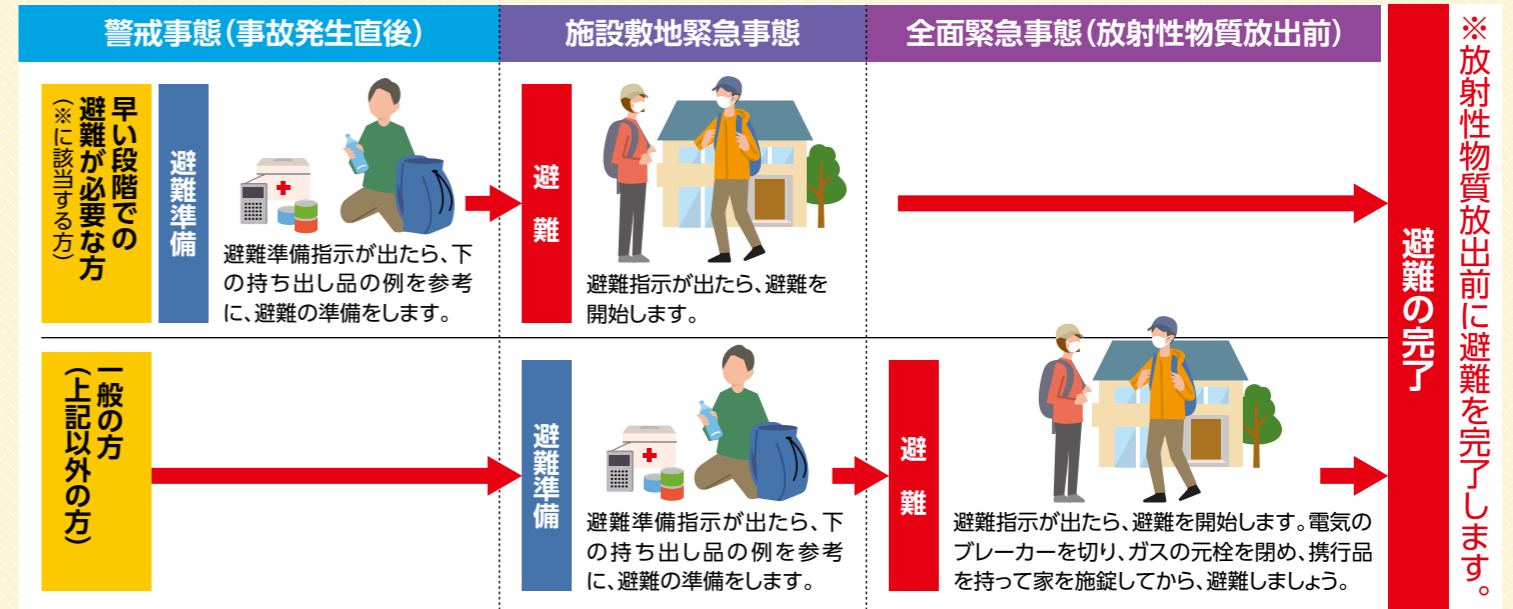 警戒事態(事故発生直後)
施設敷地緊急事態
全面緊急事態(放射性物質放出前)
早い段階での
避難が必要な方
(※に該当する方)
避難準備
避難準備指示が出たら、下
の持ち出し品の例を参考
に、避難の準備をします。
避難
避難指示が出たら、避難を
開始します。
一般の方
(上記以外の方)
避難準備
避難準備指示が出たら、下
の持ち出し品の例を参考
に、避難の準備をします。
避難
避難指示が出たら、避難を開始します。電気の
ブレーカーを切り、ガスの元栓を閉め、携行品
を持って家を施錠してから、避難しましょう。
避難の完了
※放射性物質放出前に避難を完了します。